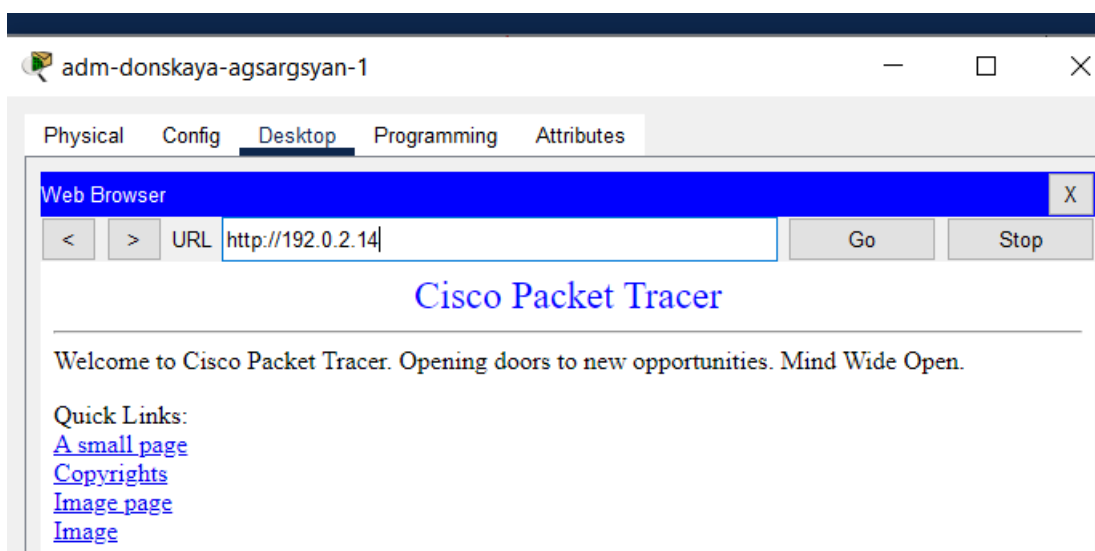 adm-donskaya-agsargsyan-1
Physical Config Desktop Programming Attributes
Web Browser X
< > URL http://192.0.2.14 Go Stop
Cisco Packet Tracer
Welcome to Cisco Packet Tracer. Opening doors to new opportunities. Mind Wide Open.
Quick Links:
A small page
Copyrights
Image page
Image